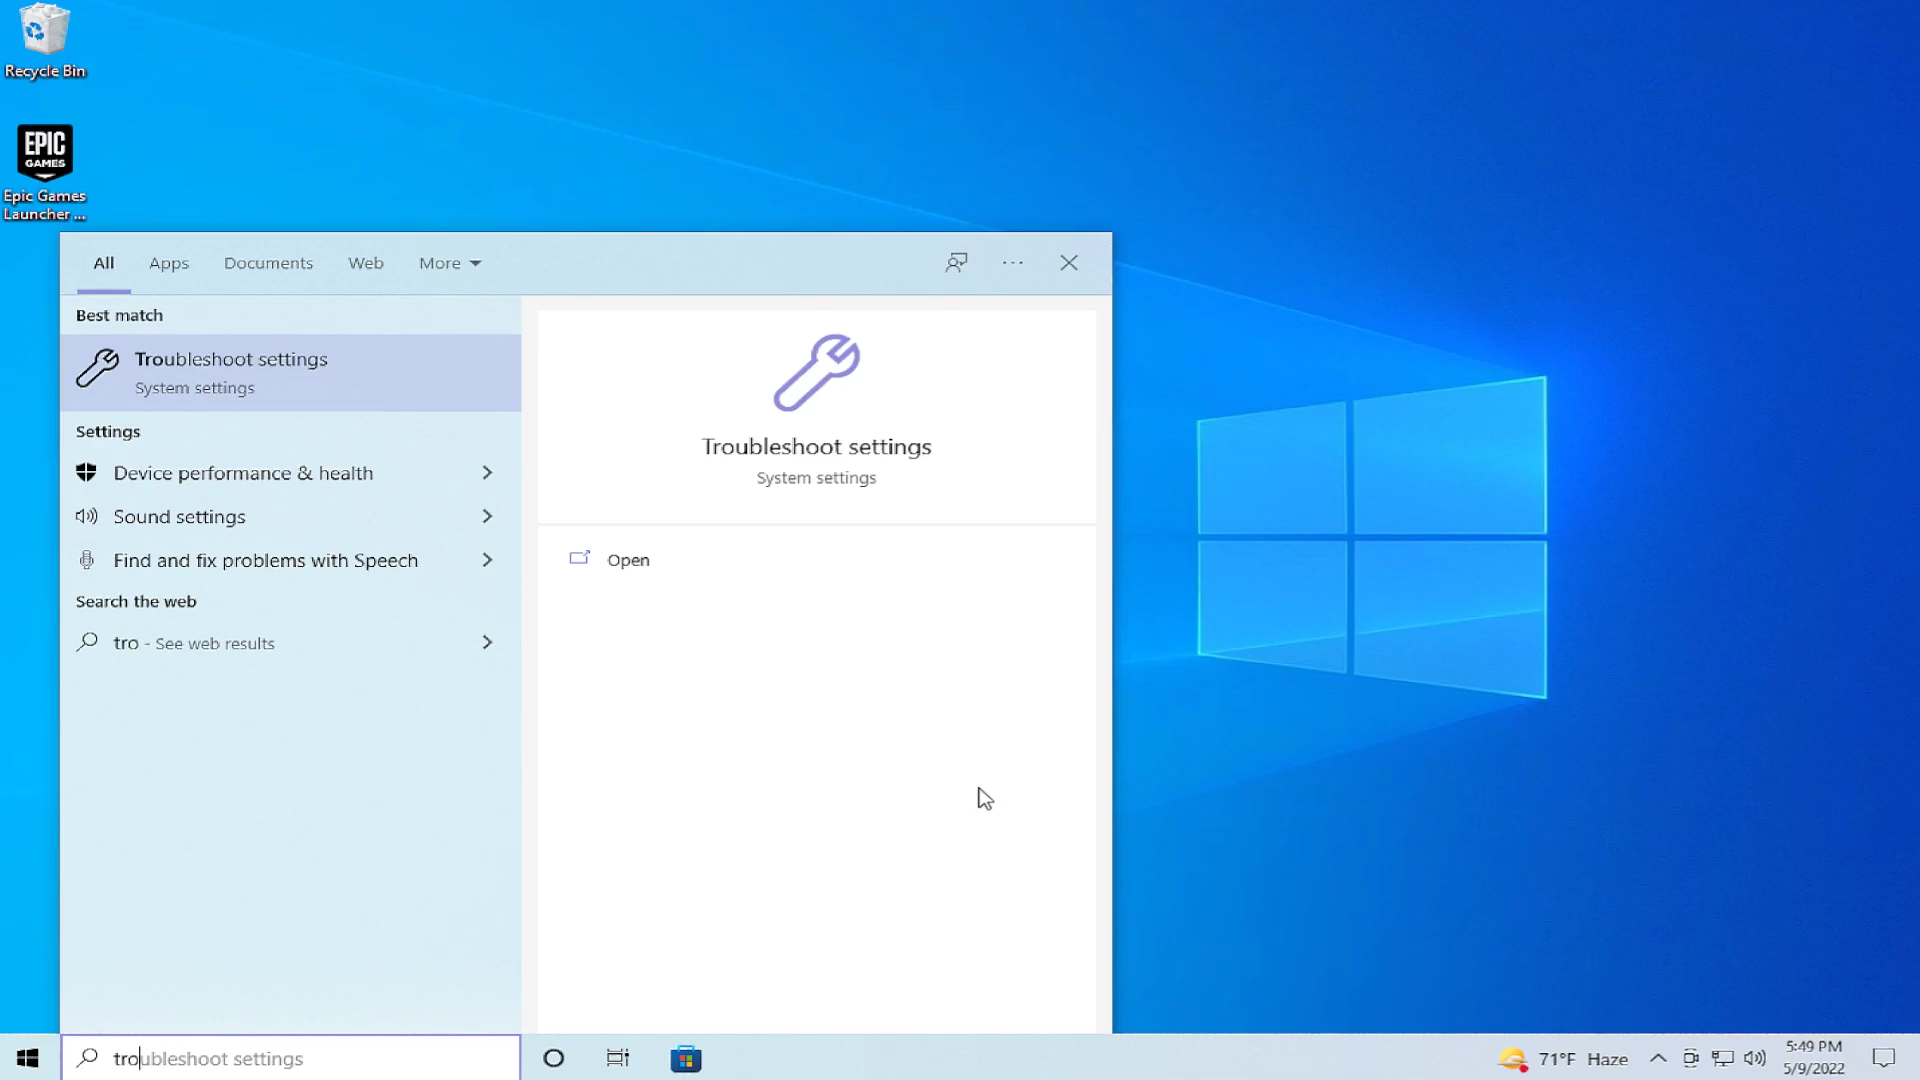 Recycle Bin
EPIC
GAMES
Epic Games
Launcher ...
All Apps Documents Web More
Best match
Troubleshoot settings
System settings
Settings
Device performance & health
Sound settings
Find and fix problems with Speech
Search the web
tro - See web results
Troubleshoot settings
System settings
Open
troubleshoot settings
71°F Haze
5:49 PM
5/9/2022